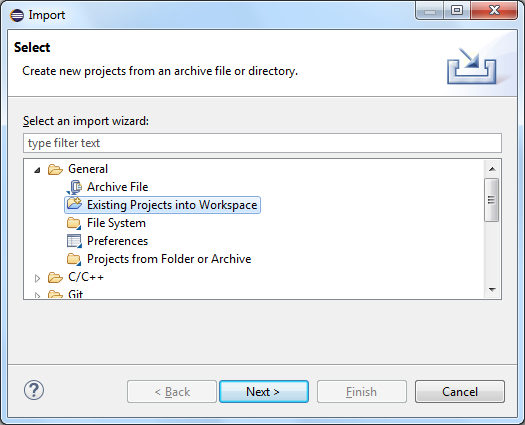 Import
Select
Create new projects from an archive file or directory.
Select an import wizard:
type filter text
General
Archive File
Existing Projects into Workspace
File System
Preferences
Projects from Folder or Archive
C/C++
Git
< Back
Next >
Finish
Cancel